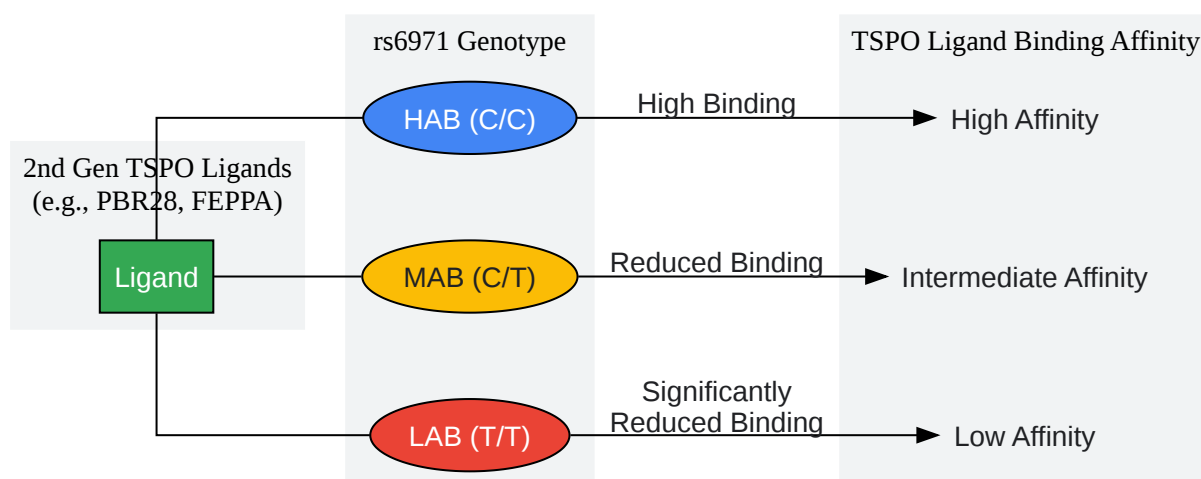 rs6971 Genotype
TSPO Ligand Binding Affinity
HAB (C/C)
High Binding
High Affinity
2nd Gen TSPO Ligands
(e.g., PBR28, FEPPA)
Ligand
MAB (C/T)
Reduced Binding
Intermediate Affinity
LAB (T/T)
Significantly
Reduced Binding
Low Affinity